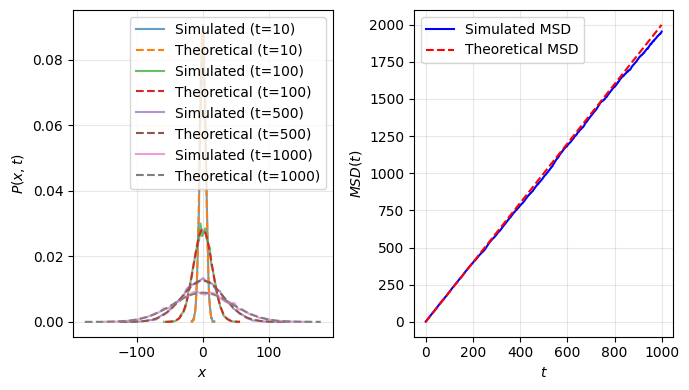 Simulated (t=10)
Theoretical (t=10)
Simulated (t=100)
Theoretical (t=100)
Simulated (t=500)
Theoretical (t=500)
Simulated (t=1000)
Theoretical (t=1000)
0.08
0.06
0.04
0.02
0.00
P(x, t)
−100
0
100
x
Simulated MSD
Theoretical MSD
2000
1750
1500
1250
1000
750
500
250
0
MSD(t)
0
200
400
600
800
1000
t